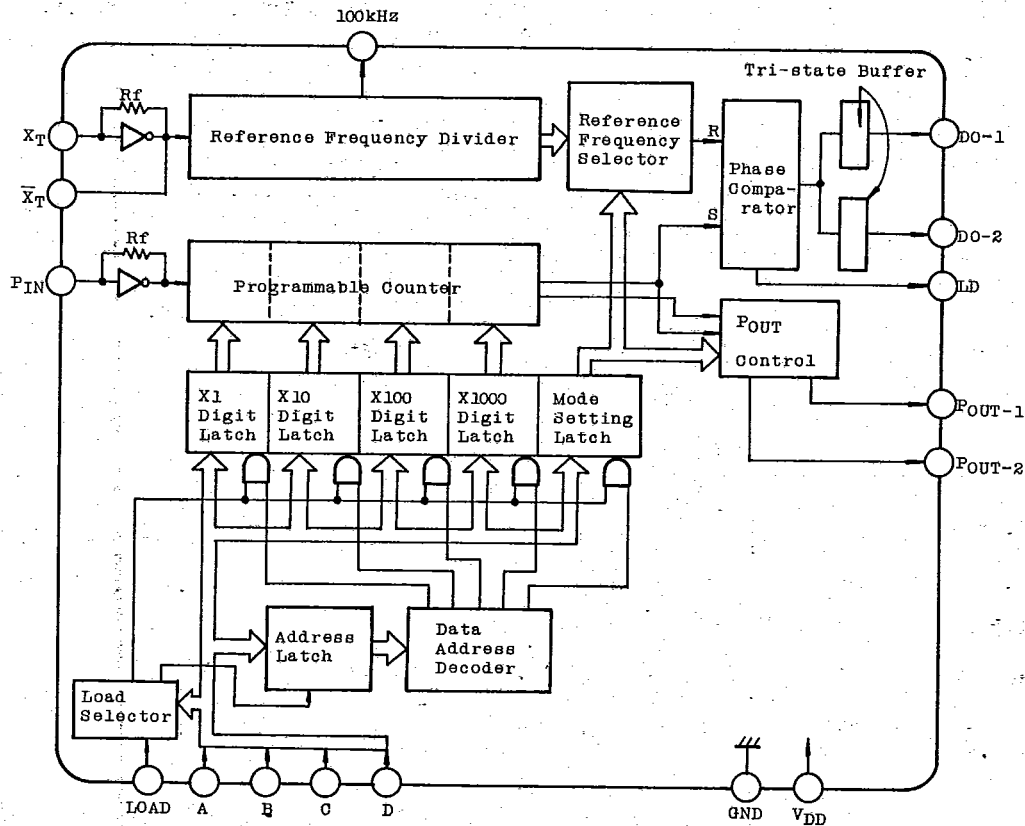 100kHz
Tri-state Buffer
Rf
XT
Reference Frequency Divider
Reference
Frequency
Selector
R
DO-1
Phase
Compa-
rator
X̅T
S
Rf
DO-2
PIN
Programmable Counter
LD
POUT
Control
X1
Digit
Latch
X10
Digit
Latch
X100
Digit
Latch
X1000
Digit
Latch
Mode
Setting
Latch
POUT-1
POUT-2
Address
Latch
Data
Address
Decoder
Load
Selector
LOAD
A
B
C
D
GND
VDD